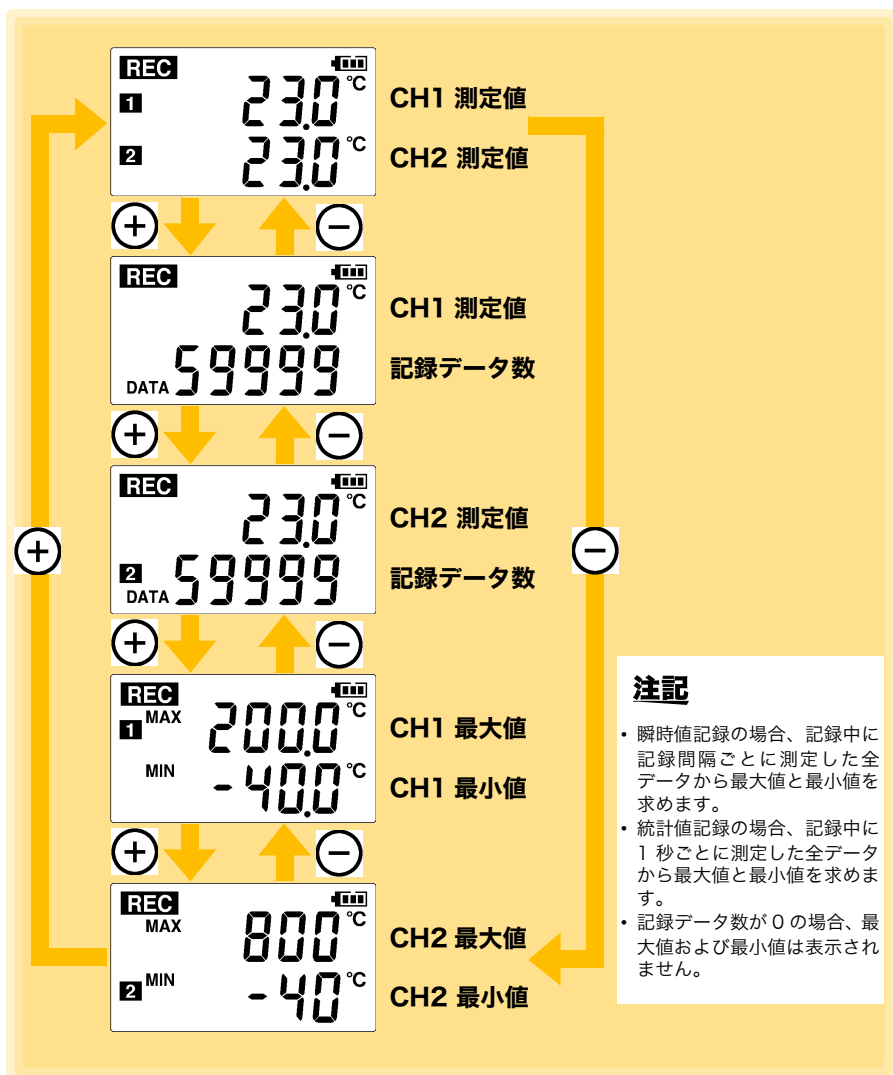 REC
1 23.0 °C
CH1 測定値
2 23.0 °C
CH2 測定値
+ −
REC
23.0 °C
CH1 測定値
DATA 59999
記録データ数
+ −
REC
23.0 °C
CH2 測定値
2 DATA 59999
記録データ数
+ −
+ −
REC
1 MAX 200.0 °C
CH1 最大値
MIN -40.0 °C
CH1 最小値
+ −
REC
MAX 800 °C
CH2 最大値
2 MIN -40 °C
CH2 最小値
注記
• 瞬時値記録の場合、記録中に
記録間隔ごとに測定した全
データから最大値と最小値を
求めます。
• 統計値記録の場合、記録中に
1 秒ごとに測定した全データ
から最大値と最小値を求めま
す。
• 記録データ数が 0 の場合、最
大値および最小値は表示され
ません。